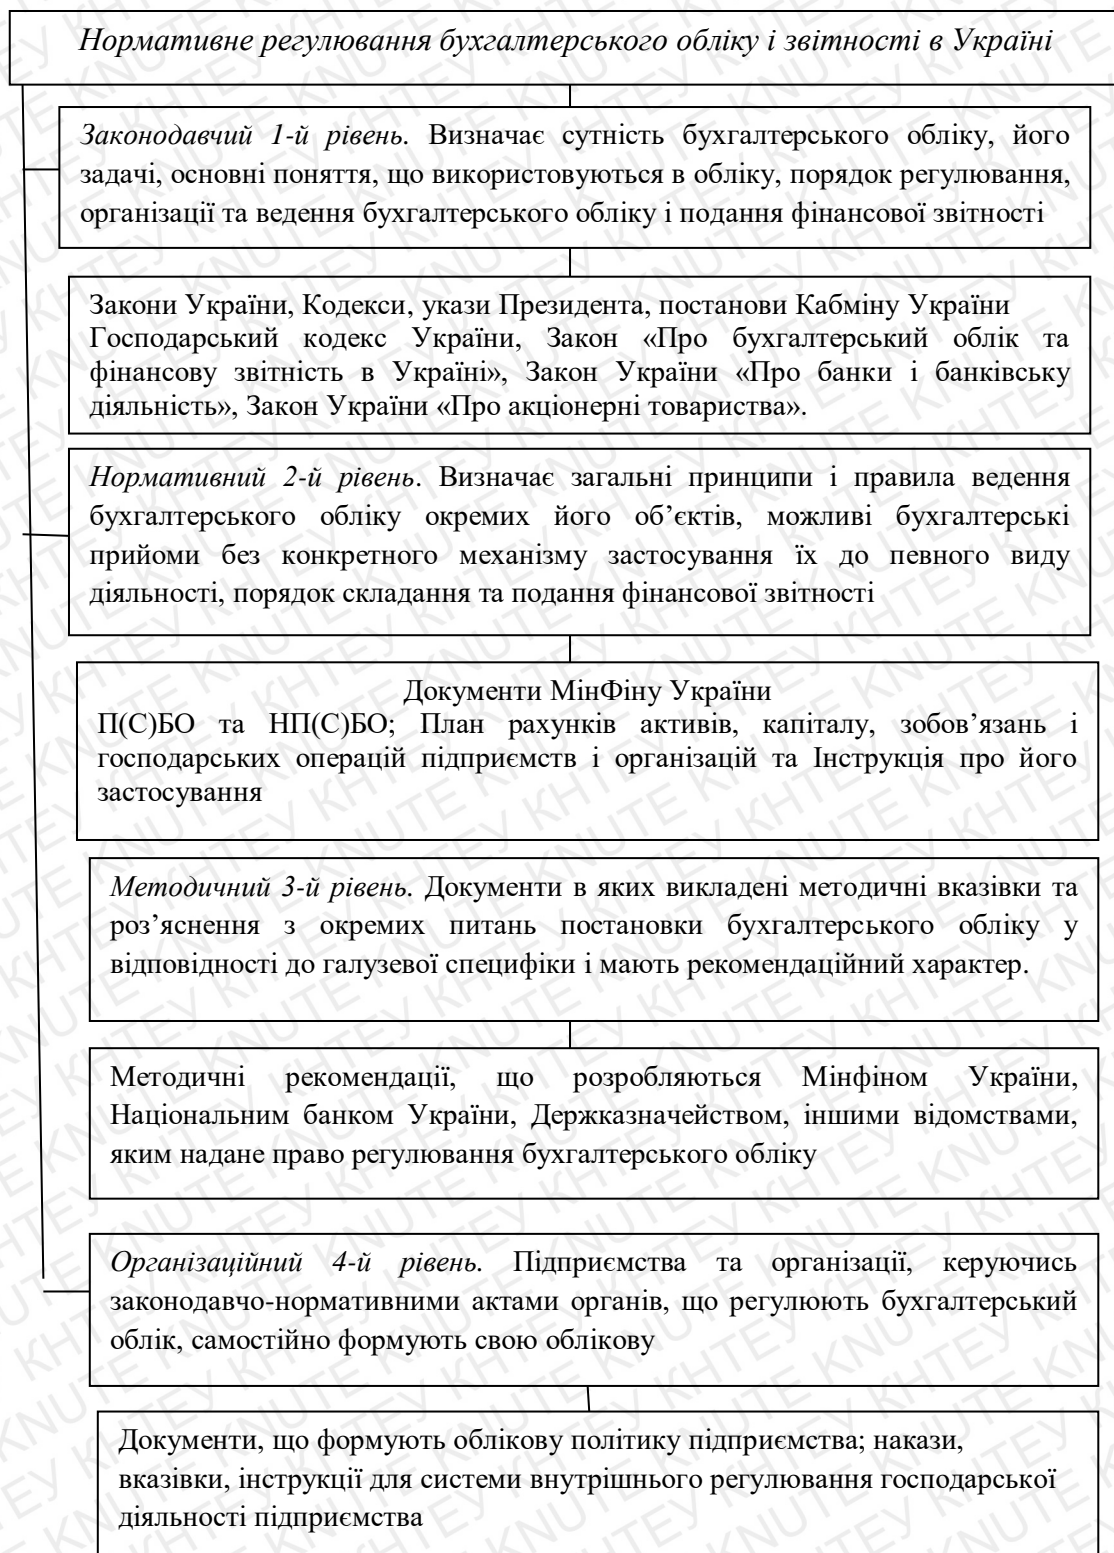 Нормативне регулювання бухгалтерського обліку і звітності в Україні
Законодавчий 1-й рівень. Визначає сутність бухгалтерського обліку, його
задачі, основні поняття, що використовуються в обліку, порядок регулювання,
організації та ведення бухгалтерського обліку і подання фінансової звітності
Закони України, Кодекси, укази Президента, постанови Кабміну України
Господарський кодекс України, Закон «Про бухгалтерський облік та
фінансову звітність в Україні», Закон України «Про банки і банківську
діяльність», Закон України «Про акціонерні товариства».
Нормативний 2-й рівень. Визначає загальні принципи і правила ведення
бухгалтерського обліку окремих його об’єктів, можливі бухгалтерські
прийоми без конкретного механізму застосування їх до певного виду
діяльності, порядок складання та подання фінансової звітності
Документи МінФіну України
П(С)БО та НП(С)БО; План рахунків активів, капіталу, зобов’язань і
господарських операцій підприємств і організацій та Інструкція про його
застосування
Методичний 3-й рівень. Документи в яких викладені методичні вказівки та
роз’яснення з окремих питань постановки бухгалтерського обліку у
відповідності до галузевої специфіки і мають рекомендаційний характер.
Методичні рекомендації, що розробляються Мінфіном України,
Національним банком України, Держказначейством, іншими відомствами,
яким надане право регулювання бухгалтерського обліку
Організаційний 4-й рівень. Підприємства та організації, керуючись
законодавчо-нормативними актами органів, що регулюють бухгалтерський
облік, самостійно формують свою облікову
Документи, що формують облікову політику підприємства; накази,
вказівки, інструкції для системи внутрішнього регулювання господарської
діяльності підприємства